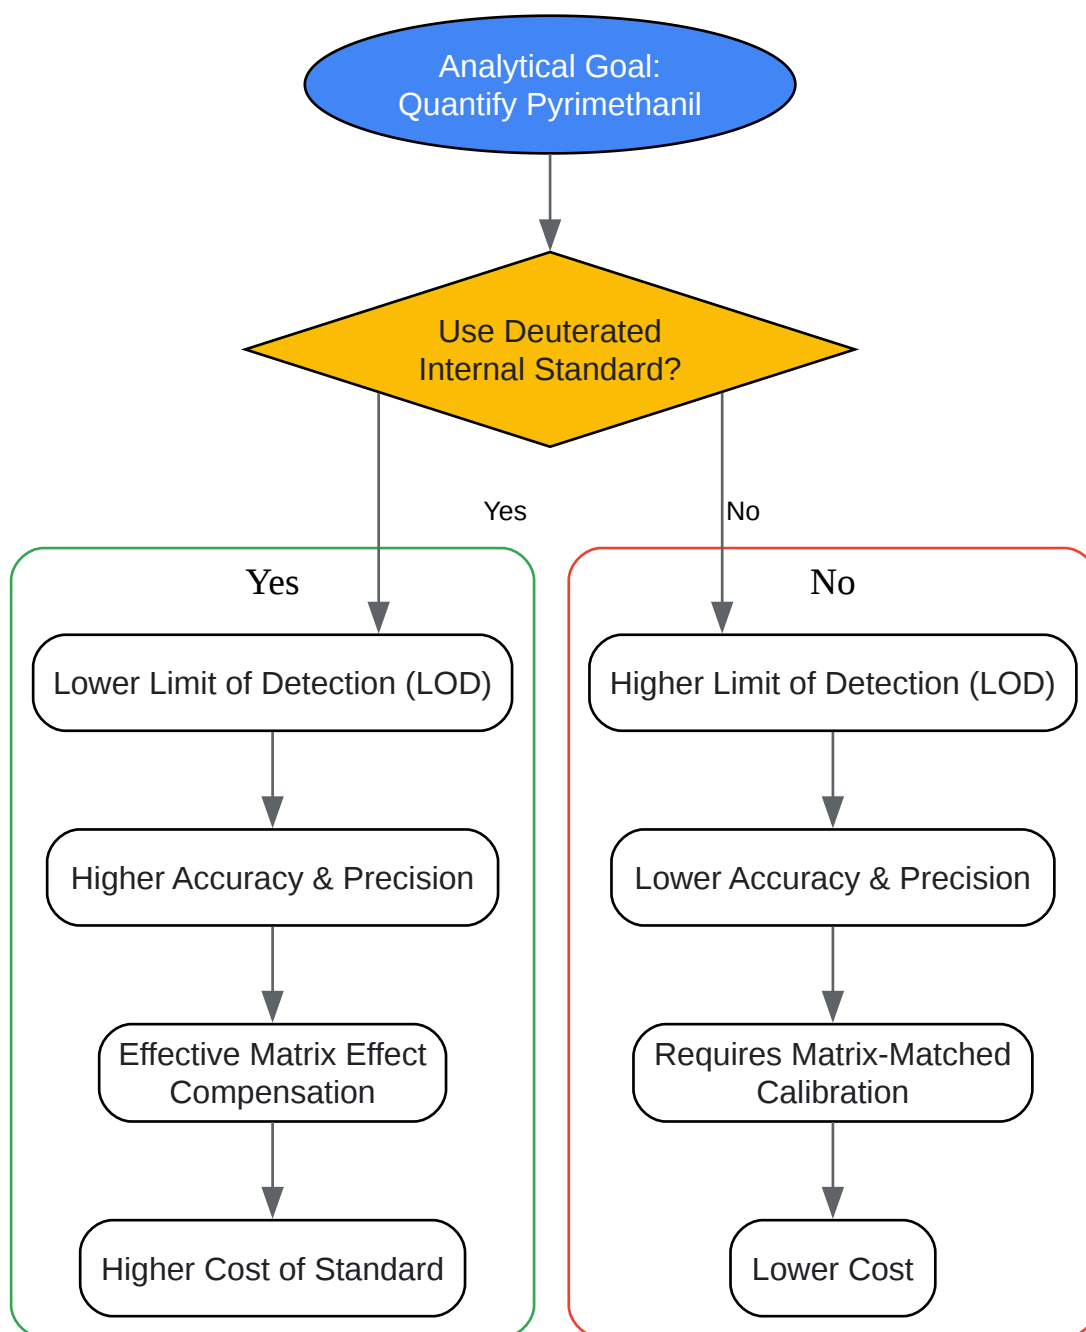 Analytical Goal:
Quantify Pyrimethanil
Use Deuterated
Internal Standard?
Yes
No
Yes
Lower Limit of Detection (LOD)
Higher Accuracy & Precision
Effective Matrix Effect
Compensation
Higher Cost of Standard
No
Higher Limit of Detection (LOD)
Lower Accuracy & Precision
Requires Matrix-Matched
Calibration
Lower Cost